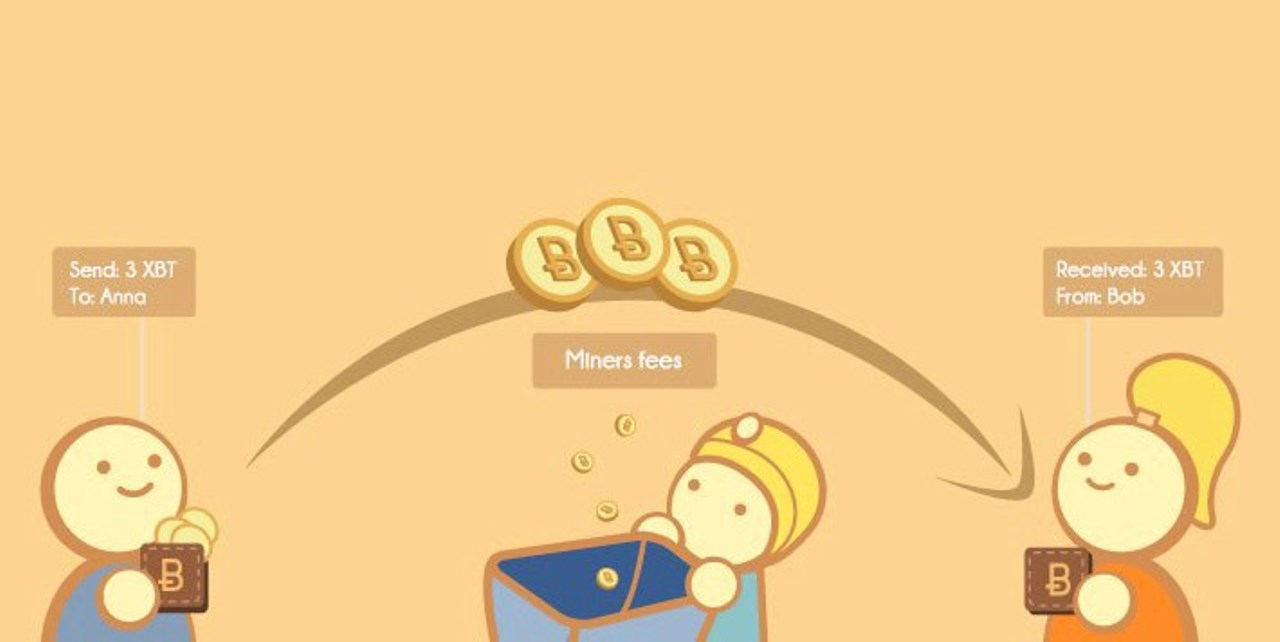 Send: 3 XBT
To: Anna
Miners fees
Received: 3 XBT
From: Bob